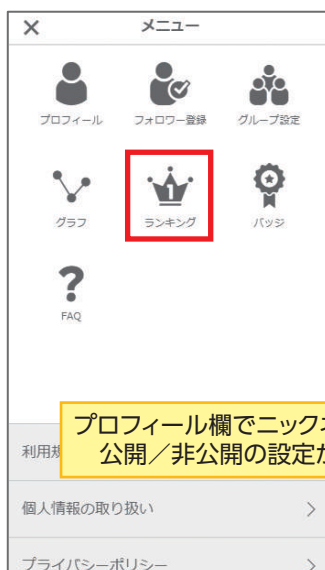 メニュー
プロフィール
フォロワー登録
グループ設定
グラフ
1
ランキング
バッジ
FAQ
プロフィール欄でニック
公開／非公開の設定
利用
個人情報の取り扱い
プライバシーポリシー